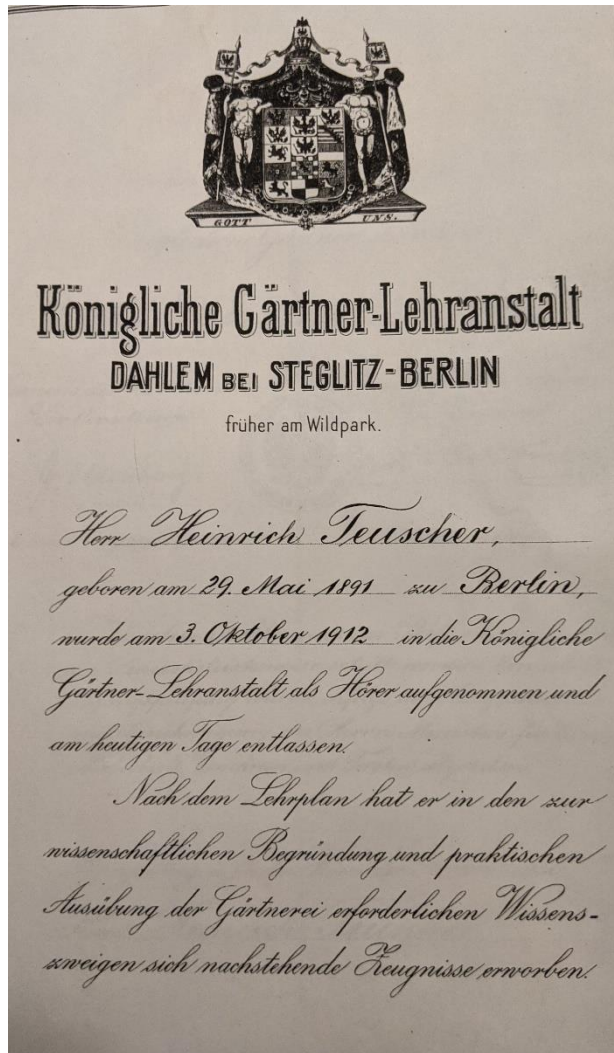 GOTT UNS.
Königliche Gärtner-Lehranstalt
DAHLEM BEI STEGLITZ-BERLIN
früher am Wildpark.
Herr Heinrich Teuscher,
geboren am 29. Mai 1891 zu Berlin,
wurde am 3. Oktober 1912 in die Königliche
Gärtner-Lehranstalt als Hörer aufgenommen und
am heutigen Tage entlassen.
Nach dem Lehrplan hat er in den zur
wissenschaftlichen Begründung und praktischen
Ausübung der Gärtnerei erforderlichen Wissens-
zweigen sich nachstehende Zeugnisse erworben.